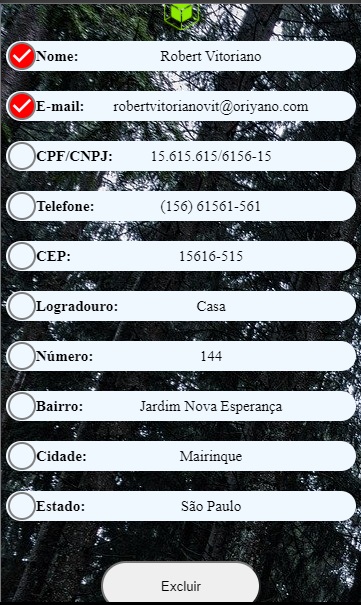 Nome: Robert Vitoriano
E-mail: robertvitorianovit@oriyano.com
CPF/CNPJ: 15.615.615/6156-15
Telefone: (156) 61561-561
CEP: 15616-515
Logradouro: Casa
Número: 144
Bairro: Jardim Nova Esperança
Cidade: Mairinque
Estado: São Paulo
Excluir